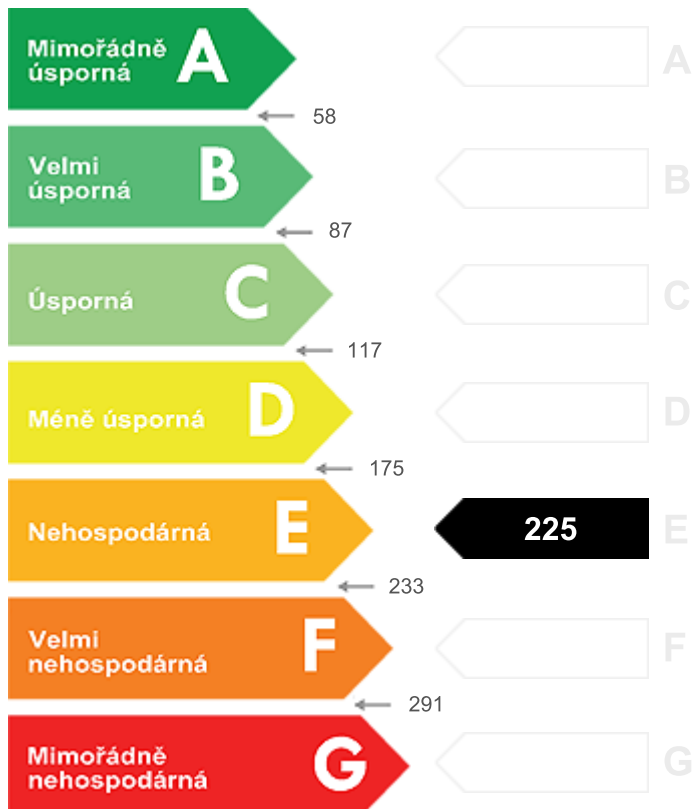 Mimořádně
úsporná
A
A
58
Velmi
úsporná
B
B
87
Úsporná
C
C
117
Méně úsporná
D
D
175
Nehospodárná
E
225
E
233
Velmi
nehospodárná
F
F
291
Mimořádně
nehospodárná
G
G